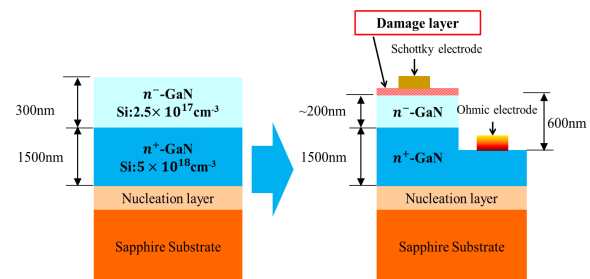 300nm
1500nm
n⁻-GaN
Si:2.5× 10¹⁷cm⁻³
n⁺-GaN
Si:5 × 10¹⁸cm⁻³
Nucleation layer
Sapphire Substrate
Damage layer
Schottky electrode
~200nm
1500nm
n⁻-GaN
Ohmic electrode
600nm
n⁺-GaN
Nucleation layer
Sapphire Substrate